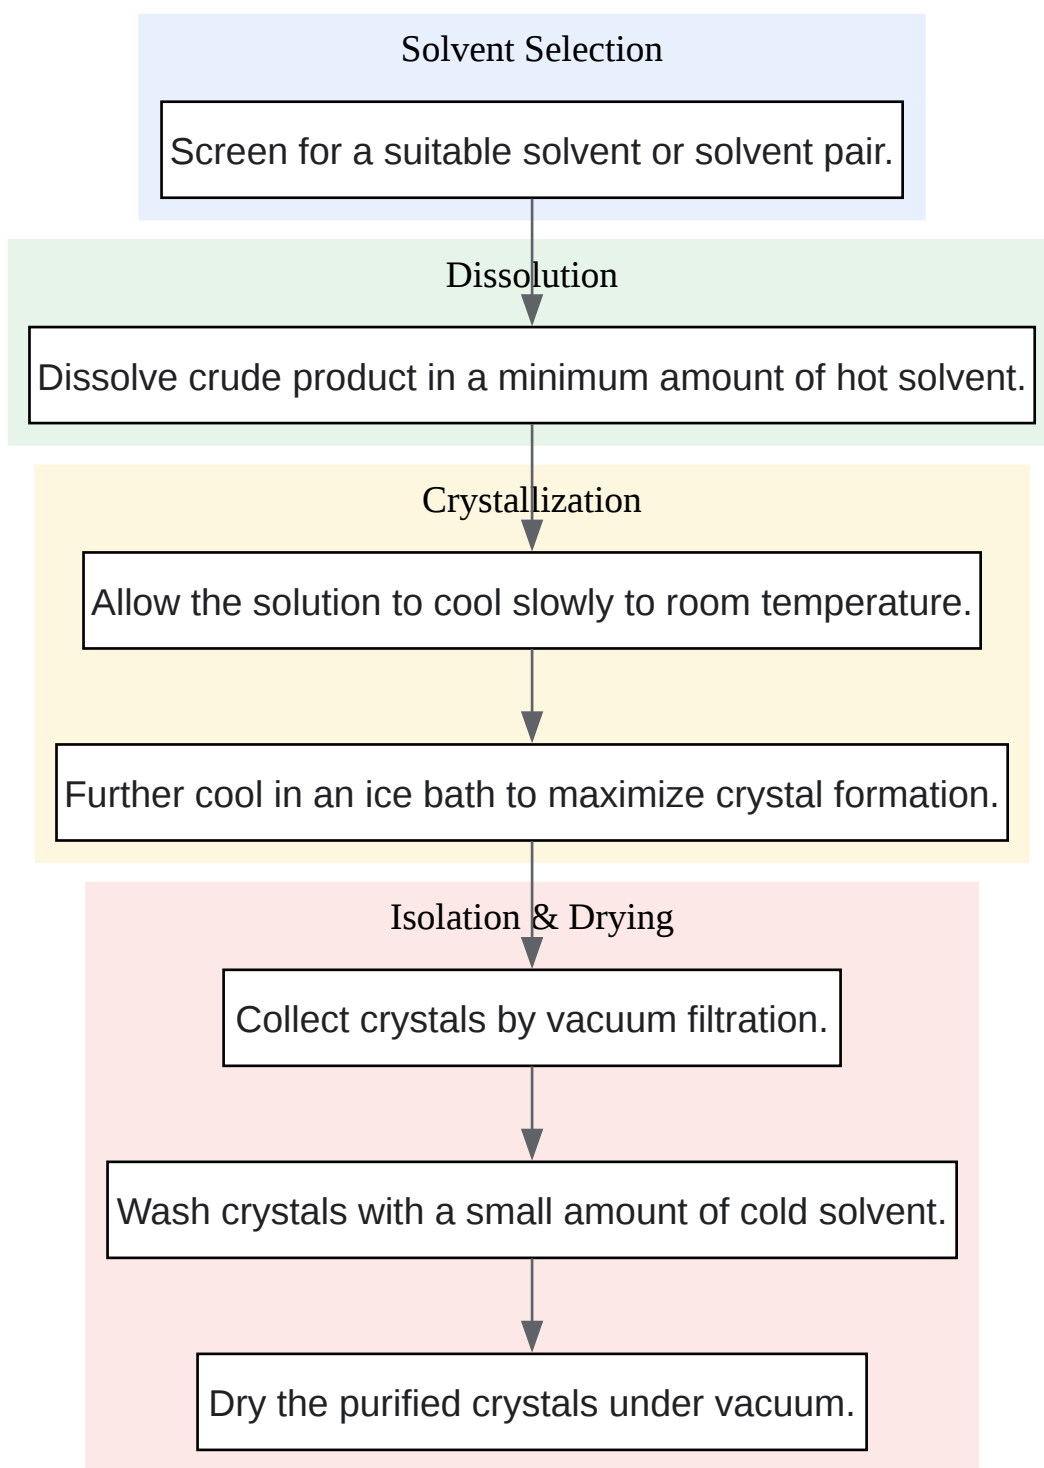 Solvent Selection
Screen for a suitable solvent or solvent pair.
Dissolution
Dissolve crude product in a minimum amount of hot solvent.
Crystallization
Allow the solution to cool slowly to room temperature.
Further cool in an ice bath to maximize crystal formation.
Isolation & Drying
Collect crystals by vacuum filtration.
Wash crystals with a small amount of cold solvent.
Dry the purified crystals under vacuum.